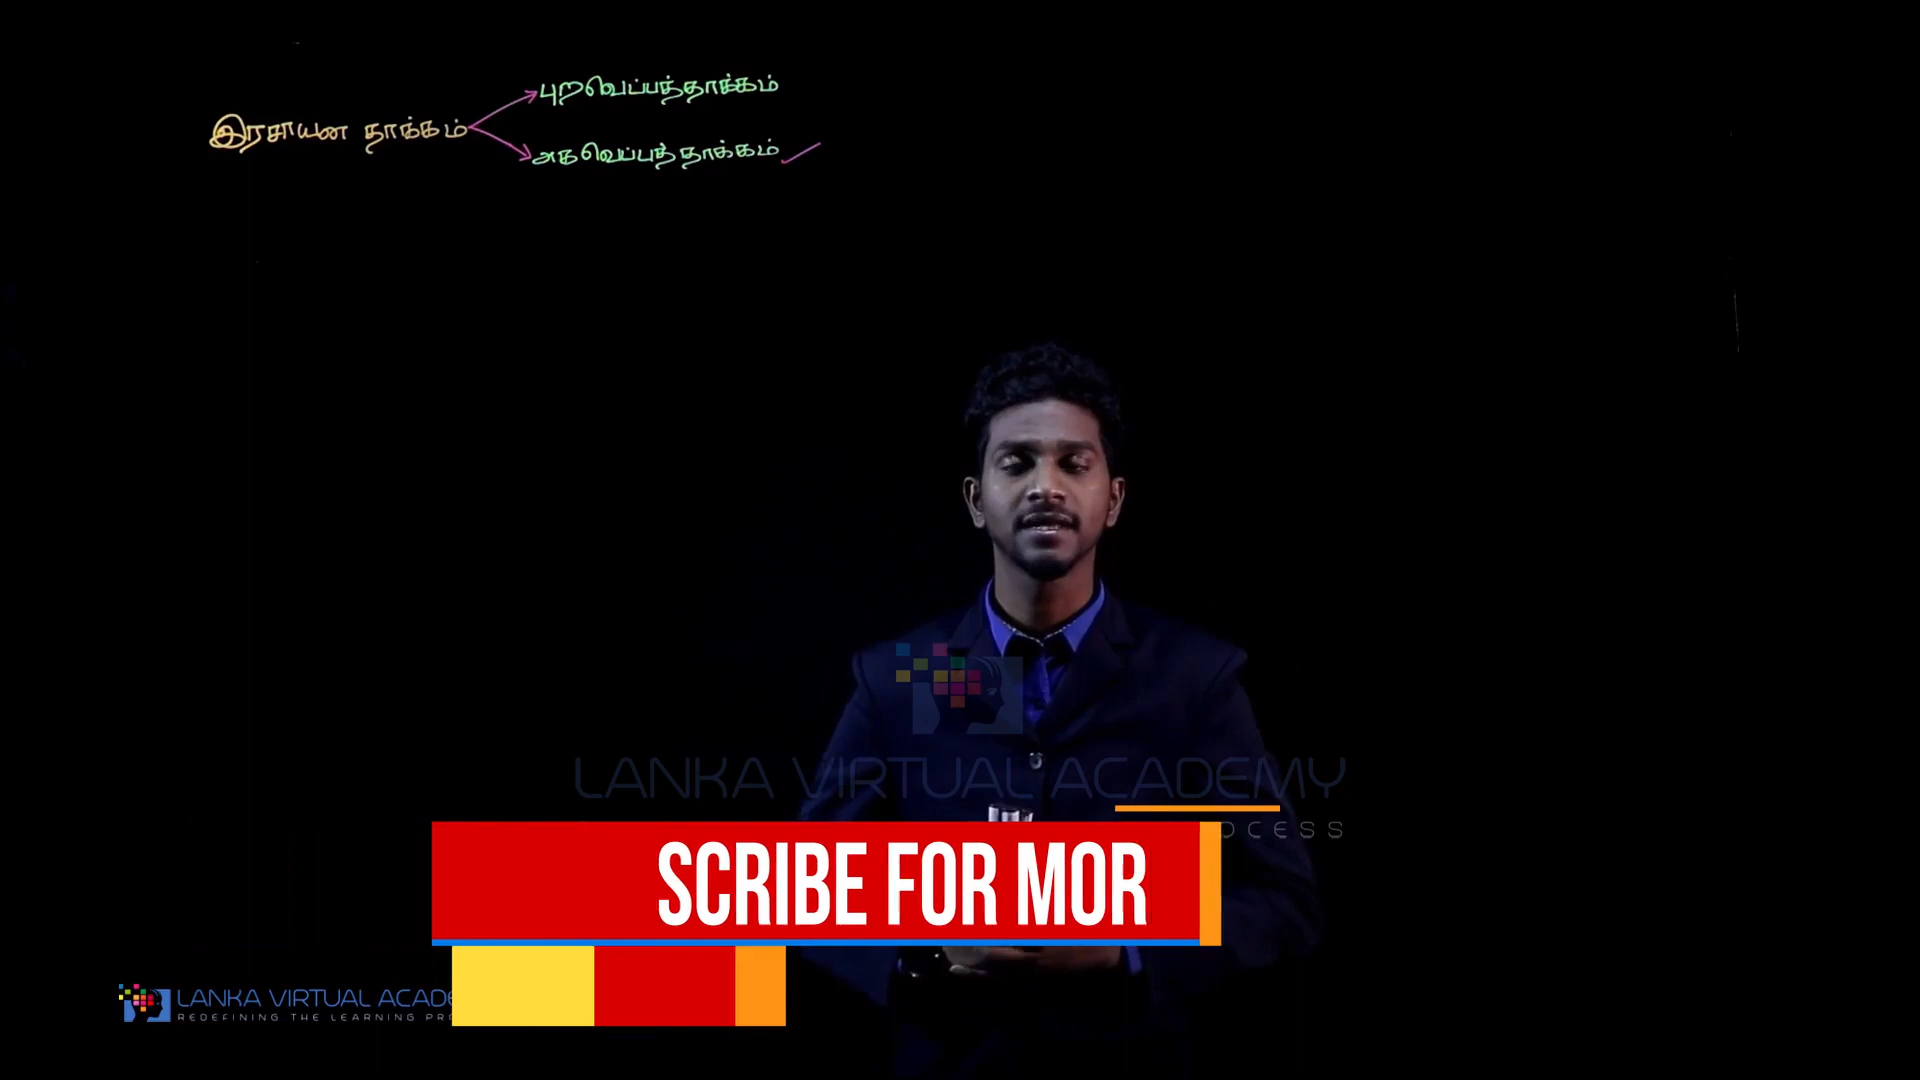 புறவெப்பத்தாக்கம்
இரசாயன தாக்கம்
அகவெப்பத்தாக்கம்
LANKA VIRTUAL ACADEMY
OCESS
SCRIBE FOR MOR
LANKA VIRTUAL ACADE
REDEFINING THE LEARNING PR